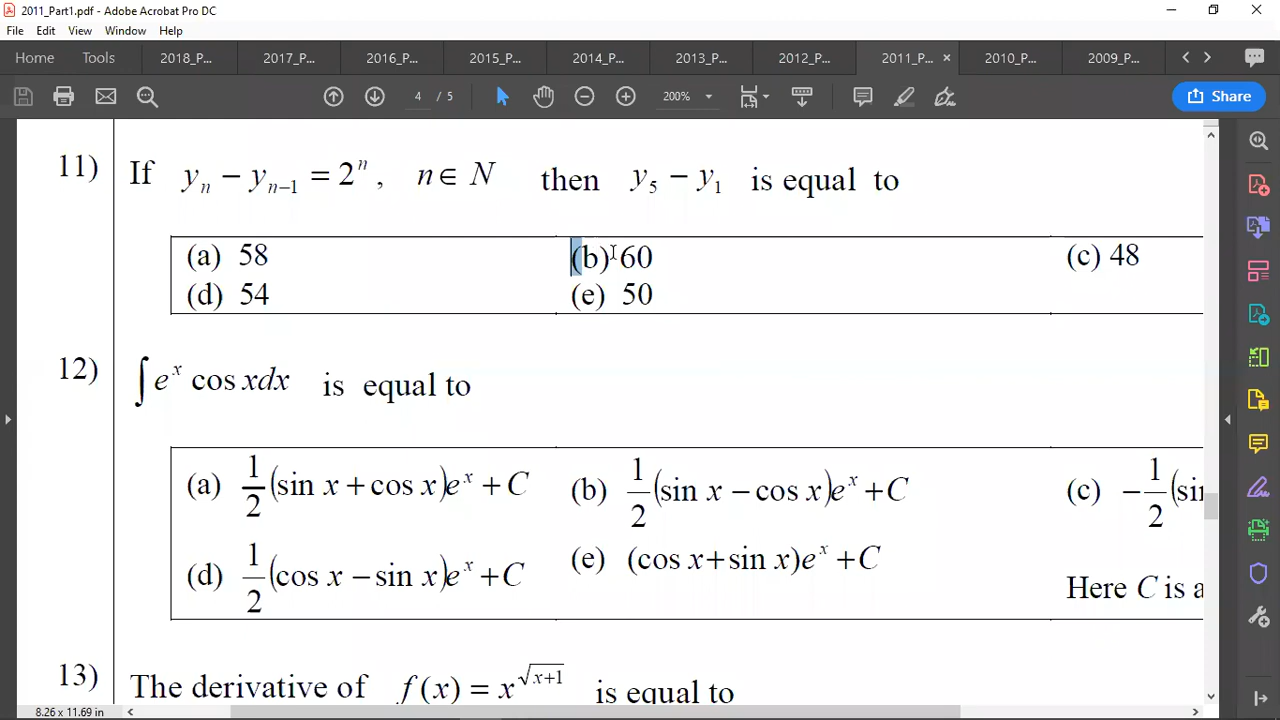 2011_Part1.pdf - Adobe Acrobat Pro DC
File Edit View Window Help
Home Tools 2018_P... 2017_P... 2016_P... 2015_P... 2014_P... 2013_P... 2012_P... 2011_P... × 2010_P... 2009_P...
4 / 5 200% Share
11) If yₙ − yₙ₋₁ = 2ⁿ, n ∈ N then y₅ − y₁ is equal to
(a) 58 (b) 60 (c) 48
(d) 54 (e) 50
12) ∫ eˣ cos xdx is equal to
(a) 1/2 (sin x + cos x)eˣ + C (b) 1/2 (sin x − cos x)eˣ + C (c) −1/2 (sin
(d) 1/2 (cos x − sin x)eˣ + C (e) (cos x+sin x)eˣ + C
Here C is a
13) The derivative of f(x) = x^√(x+1) is equal to
8.26 x 11.69 in